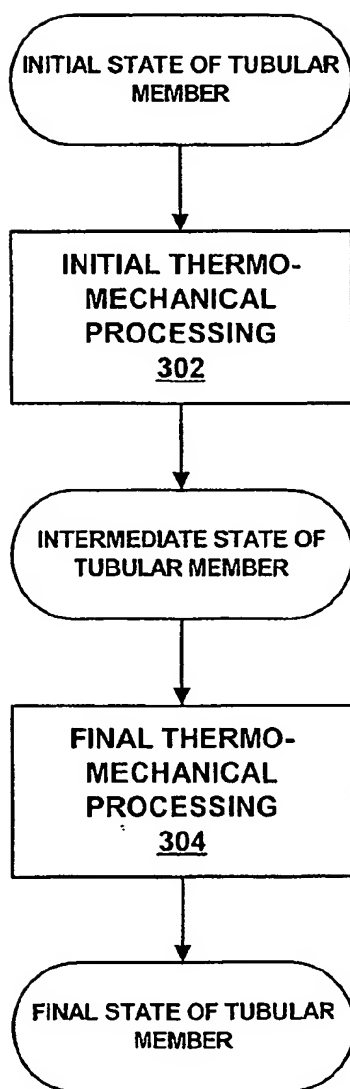 INITIAL STATE OF TUBULAR
MEMBER
INITIAL THERMO-
MECHANICAL
PROCESSING
302
INTERMEDIATE STATE OF
TUBULAR MEMBER
FINAL THERMO-
MECHANICAL
PROCESSING
304
FINAL STATE OF TUBULAR
MEMBER